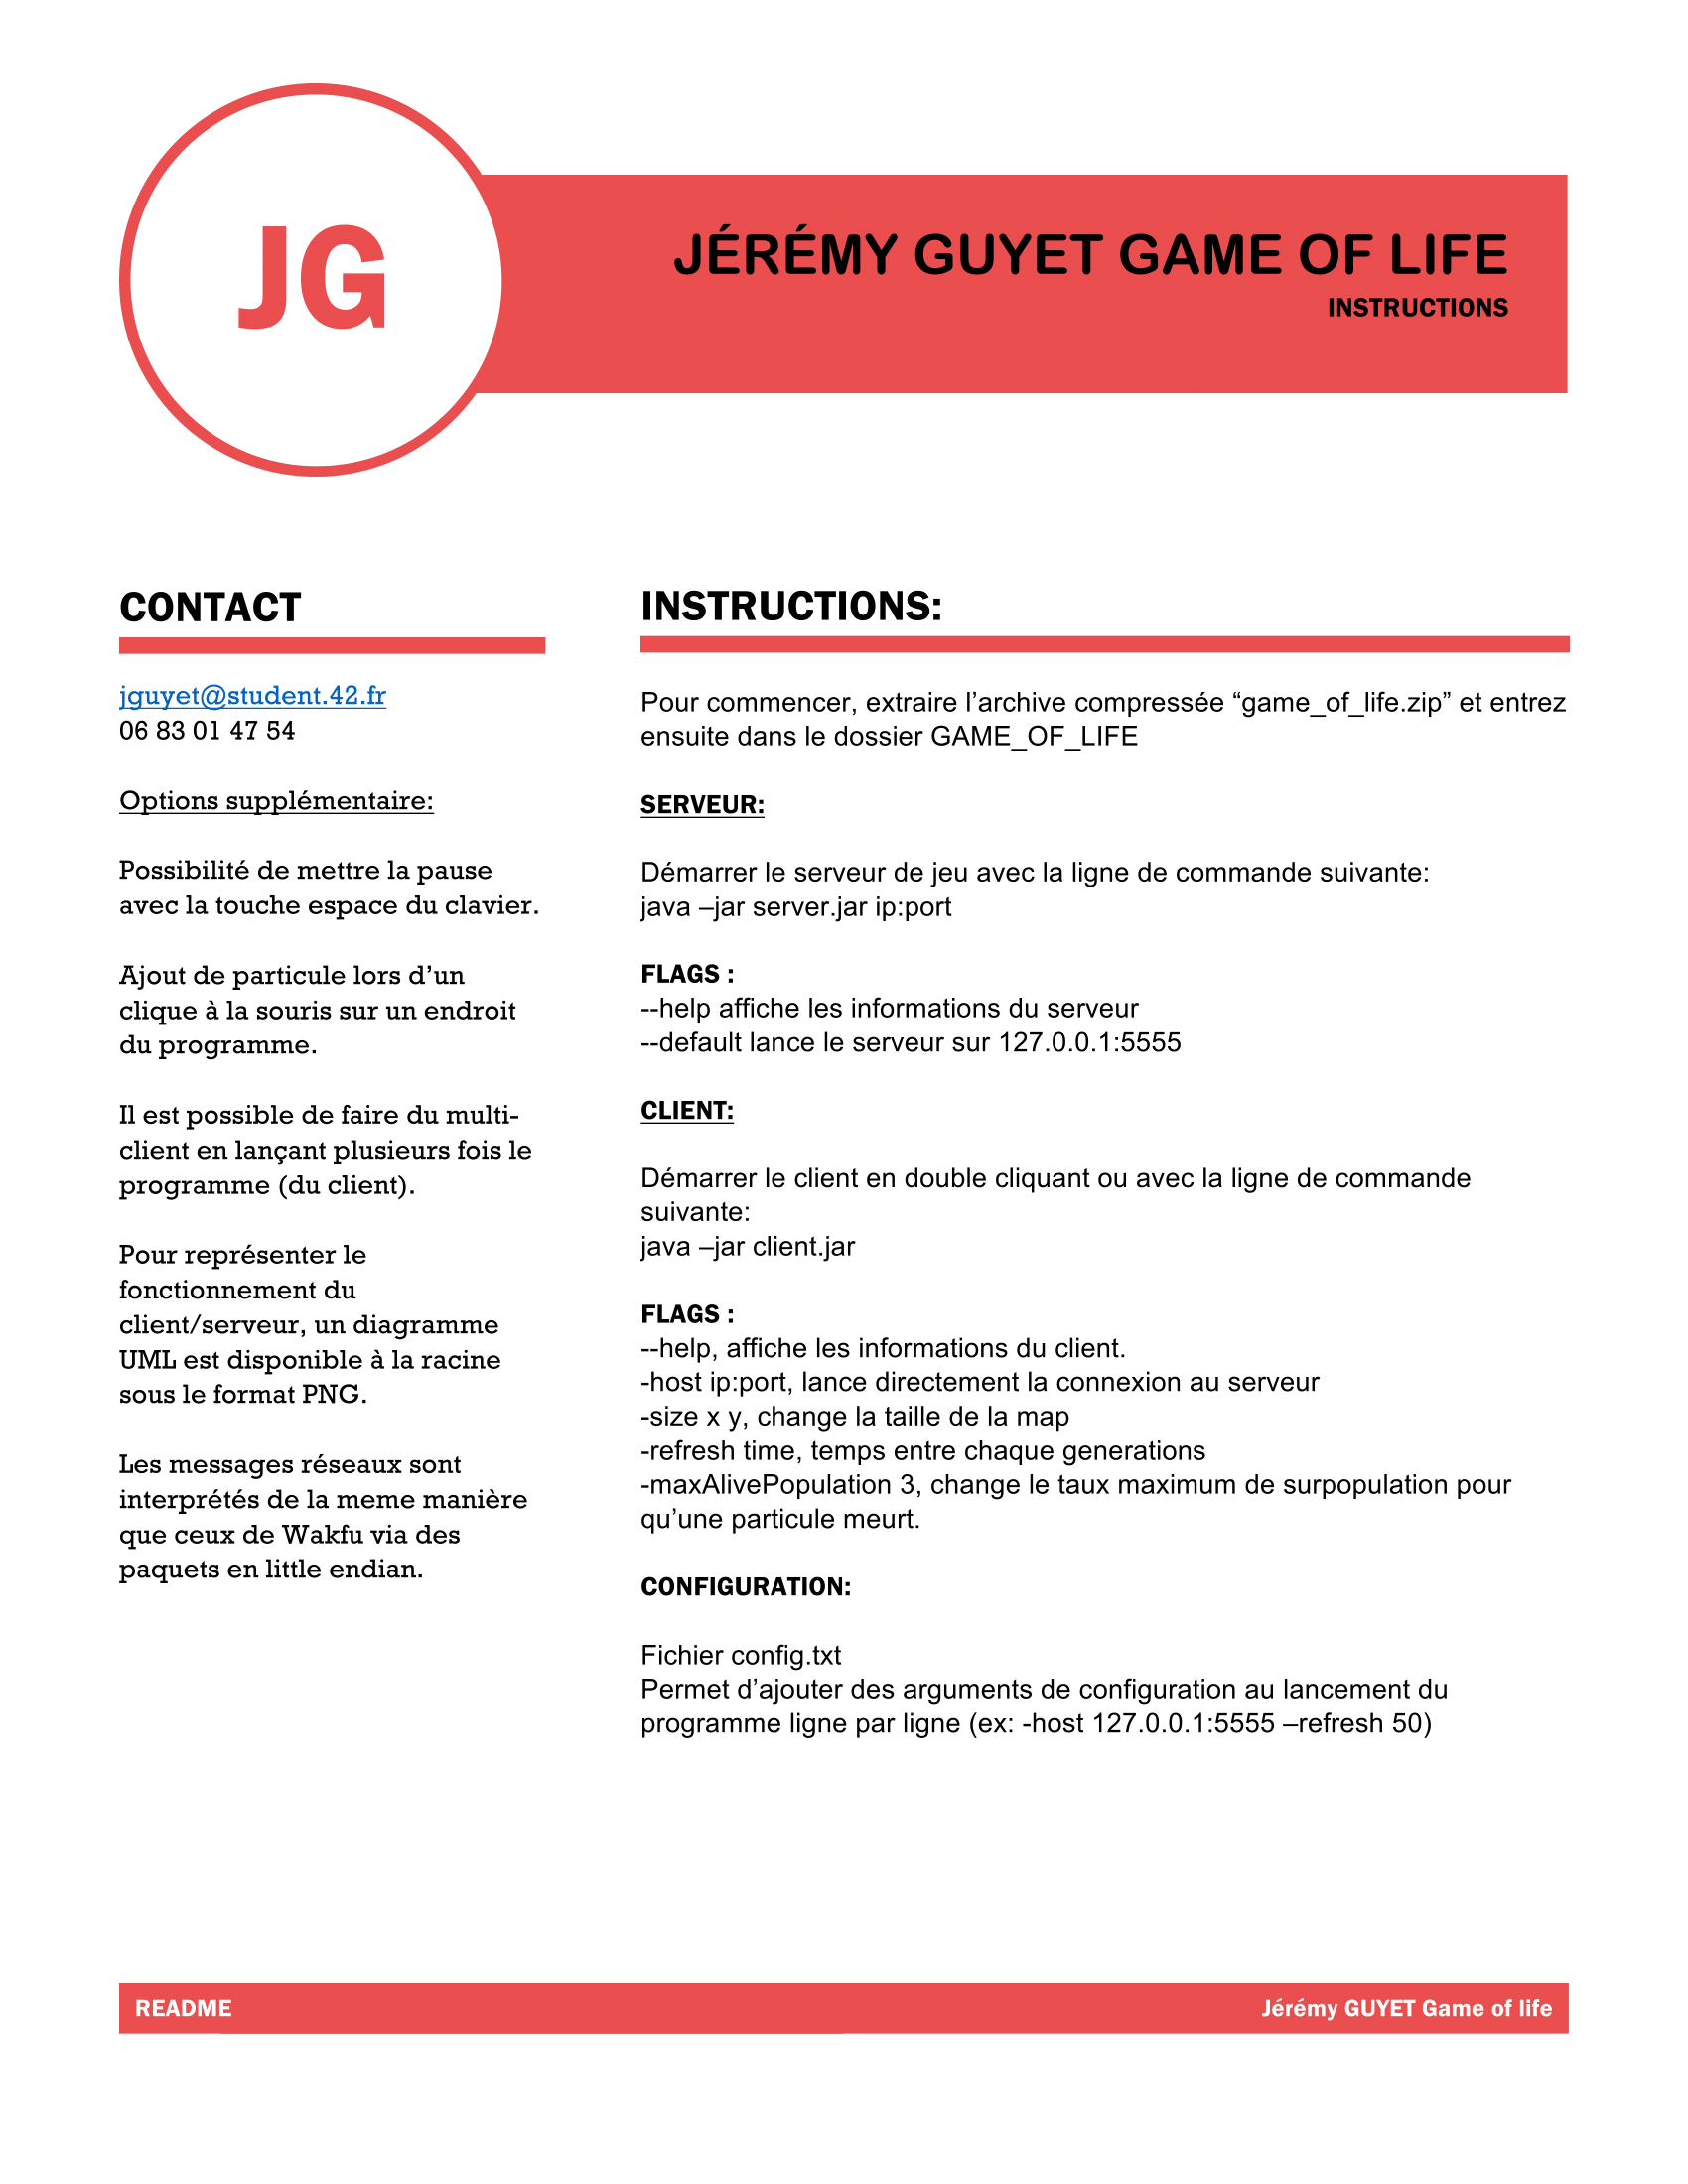 JG
JÉRÉMY GUYET GAME OF LIFE
INSTRUCTIONS
CONTACT
jguyet@student.42.fr
06 83 01 47 54
Options supplémentaire:
Possibilité de mettre la pause
avec la touche espace du clavier.
Ajout de particule lors d’un
clique à la souris sur un endroit
du programme.
Il est possible de faire du multi-
client en lançant plusieurs fois le
programme (du client).
Pour représenter le
fonctionnement du
client/serveur, un diagramme
UML est disponible à la racine
sous le format PNG.
Les messages réseaux sont
interprétés de la meme manière
que ceux de Wakfu via des
paquets en little endian.
INSTRUCTIONS:
Pour commencer, extraire l’archive compressée “game_of_life.zip” et entrez
ensuite dans le dossier GAME_OF_LIFE
SERVEUR:
Démarrer le serveur de jeu avec la ligne de commande suivante:
java –jar server.jar ip:port
FLAGS :
--help affiche les informations du serveur
--default lance le serveur sur 127.0.0.1:5555
CLIENT:
Démarrer le client en double cliquant ou avec la ligne de commande
suivante:
java –jar client.jar
FLAGS :
--help, affiche les informations du client.
-host ip:port, lance directement la connexion au serveur
-size x y, change la taille de la map
-refresh time, temps entre chaque generations
-maxAlivePopulation 3, change le taux maximum de surpopulation pour
qu’une particule meurt.
CONFIGURATION:
Fichier config.txt
Permet d’ajouter des arguments de configuration au lancement du
programme ligne par ligne (ex: -host 127.0.0.1:5555 –refresh 50)
README
Jérémy GUYET Game of life